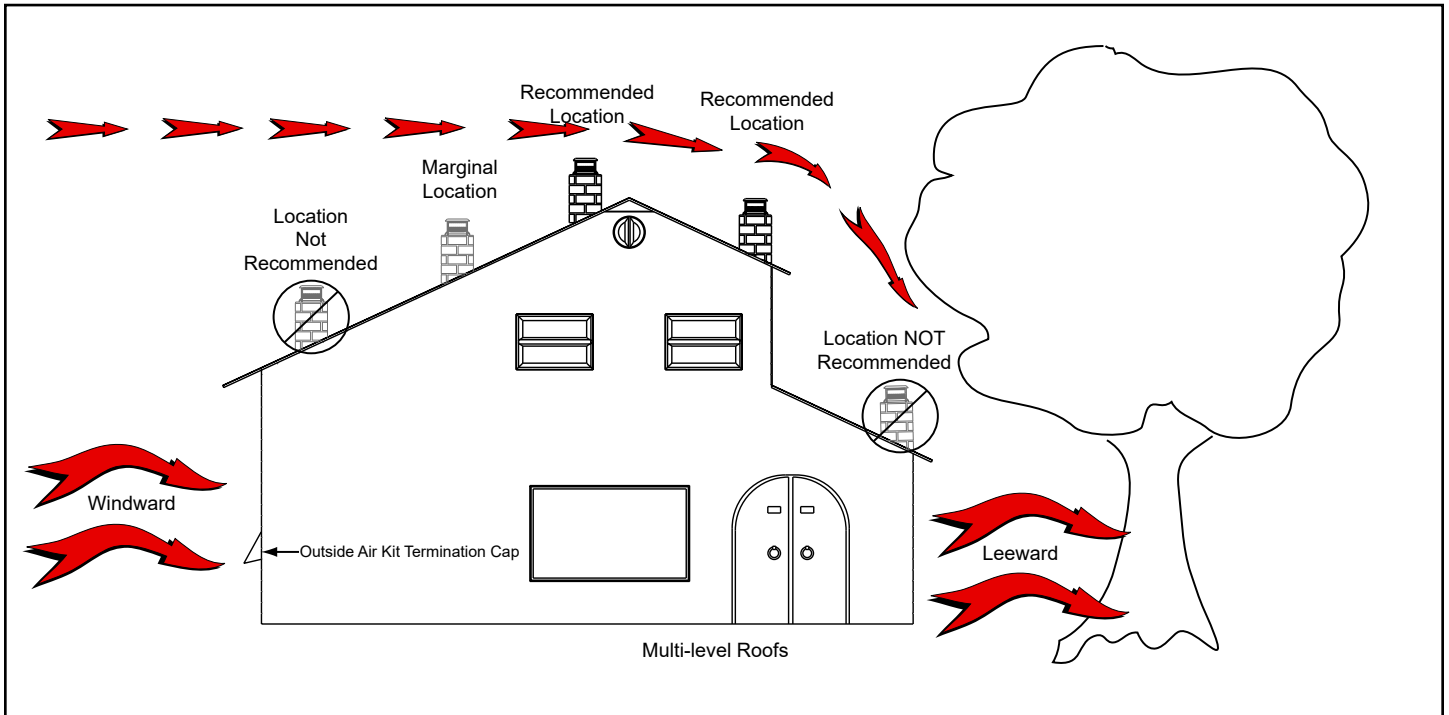 Recommended
Location
Recommended
Location
Marginal
Location
Location
Not
Recommended
Location NOT
Recommended
Windward
Outside Air Kit Termination Cap
Leeward
Multi-level Roofs